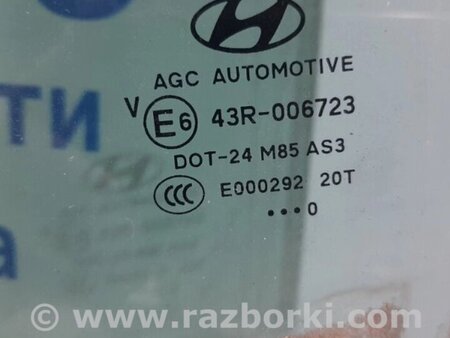 AGC AUTOMOTIVE
V E6 43R-006723
DOT-24 M85 AS3
CCC E000292 20T
•••0
ти
а
© www.razborki.com